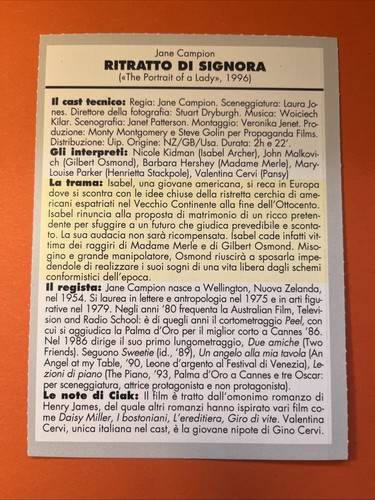 Jane Campion
RITRATTO DI SIGNORA
(«The Portrait of a Lady», 1996)
Il cast tecnico: Regia: Jane Campion. Sceneggiatura: Laura Jo-
nes. Direttore della fotografia: Stuart Dryburgh. Musica: Woiciech
Kilar. Scenografia: Janet Patterson. Montaggio: Veronika Jenet. Pro-
duzione: Monty Montgomery e Steve Golin per Propaganda Films.
Distribuzione: Uip. Origine: NZ/GB/Usa. Durata: 2h e 22'.
Gli interpreti: Nicole Kidman (Isabel Archer), John Malkovi-
ch (Gilbert Osmond), Barbara Hershey (Madame Merle), Mary-
Louise Parker (Henrietta Stackpole), Valentina Cervi (Pansy)
La trama: Isabel, una giovane americana, si reca in Europa
dove si scontra con le idee chiuse della ristretta cerchia di ame-
ricani espatriati nel Vecchio Continente alla fine dell'Ottocento.
Isabel rinuncia alla proposta di matrimonio di un ricco preten-
dente per sfuggire a un futuro che giudica prevedibile e sconta-
to. La sua audacia non sarà ricompensata. Isabel cade infatti vit-
tima dei raggiri di Madame Merle e di Gilbert Osmond. Miso-
gino e grande manipolatore, Osmond riuscirà a sposarla impe-
dendole di realizzare i suoi sogni di una vita libera dagli schemi
conformistici dell'epoca.
Il regista: Jane Campion nasce a Wellington, Nuova Zelanda,
nel 1954. Si laurea in lettere e antropologia nel 1975 e in arti figu-
rative nel 1979. Negli anni '80 frequenta la Australian Film, Televi-
sion and Radio School: è di quegli anni il cortometraggio Peel, con
cui si aggiudica la Palma d'Oro per il miglior corto a Cannes '86.
Nel 1986 dirige il suo primo lungometraggio, Due amiche (Two
Friends). Seguono Sweetie (id., '89), Un angelo alla mia tavola (An
Angel at my Table, '90, Leone d'argento al Festival di Venezia), Le-
zioni di piano (The Piano, '93, Palma d'Oro a Cannes e tre Oscar:
per sceneggiatura, attrice protagonista e non protagonista).
Le note di Ciak: Il film è tratto dall'omonimo romanzo di
Henry James, del quale altri romanzi hanno ispirato vari film co-
me Daisy Miller, I bostoniani, L'ereditiera, Giro di vite. Valentina
Cervi, unica italiana nel cast, è la giovane nipote di Gino Cervi.